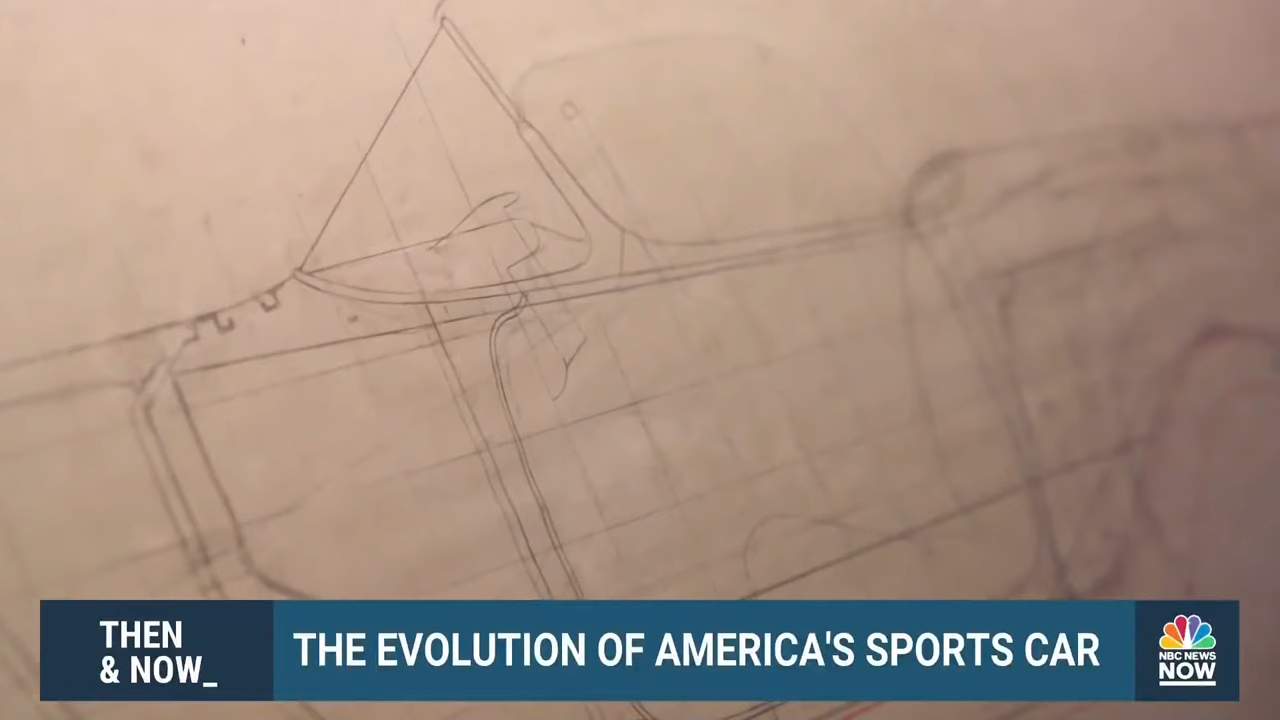 THEN
& NOW_
THE EVOLUTION OF AMERICA'S SPORTS CAR
NBC NEWS
NOW